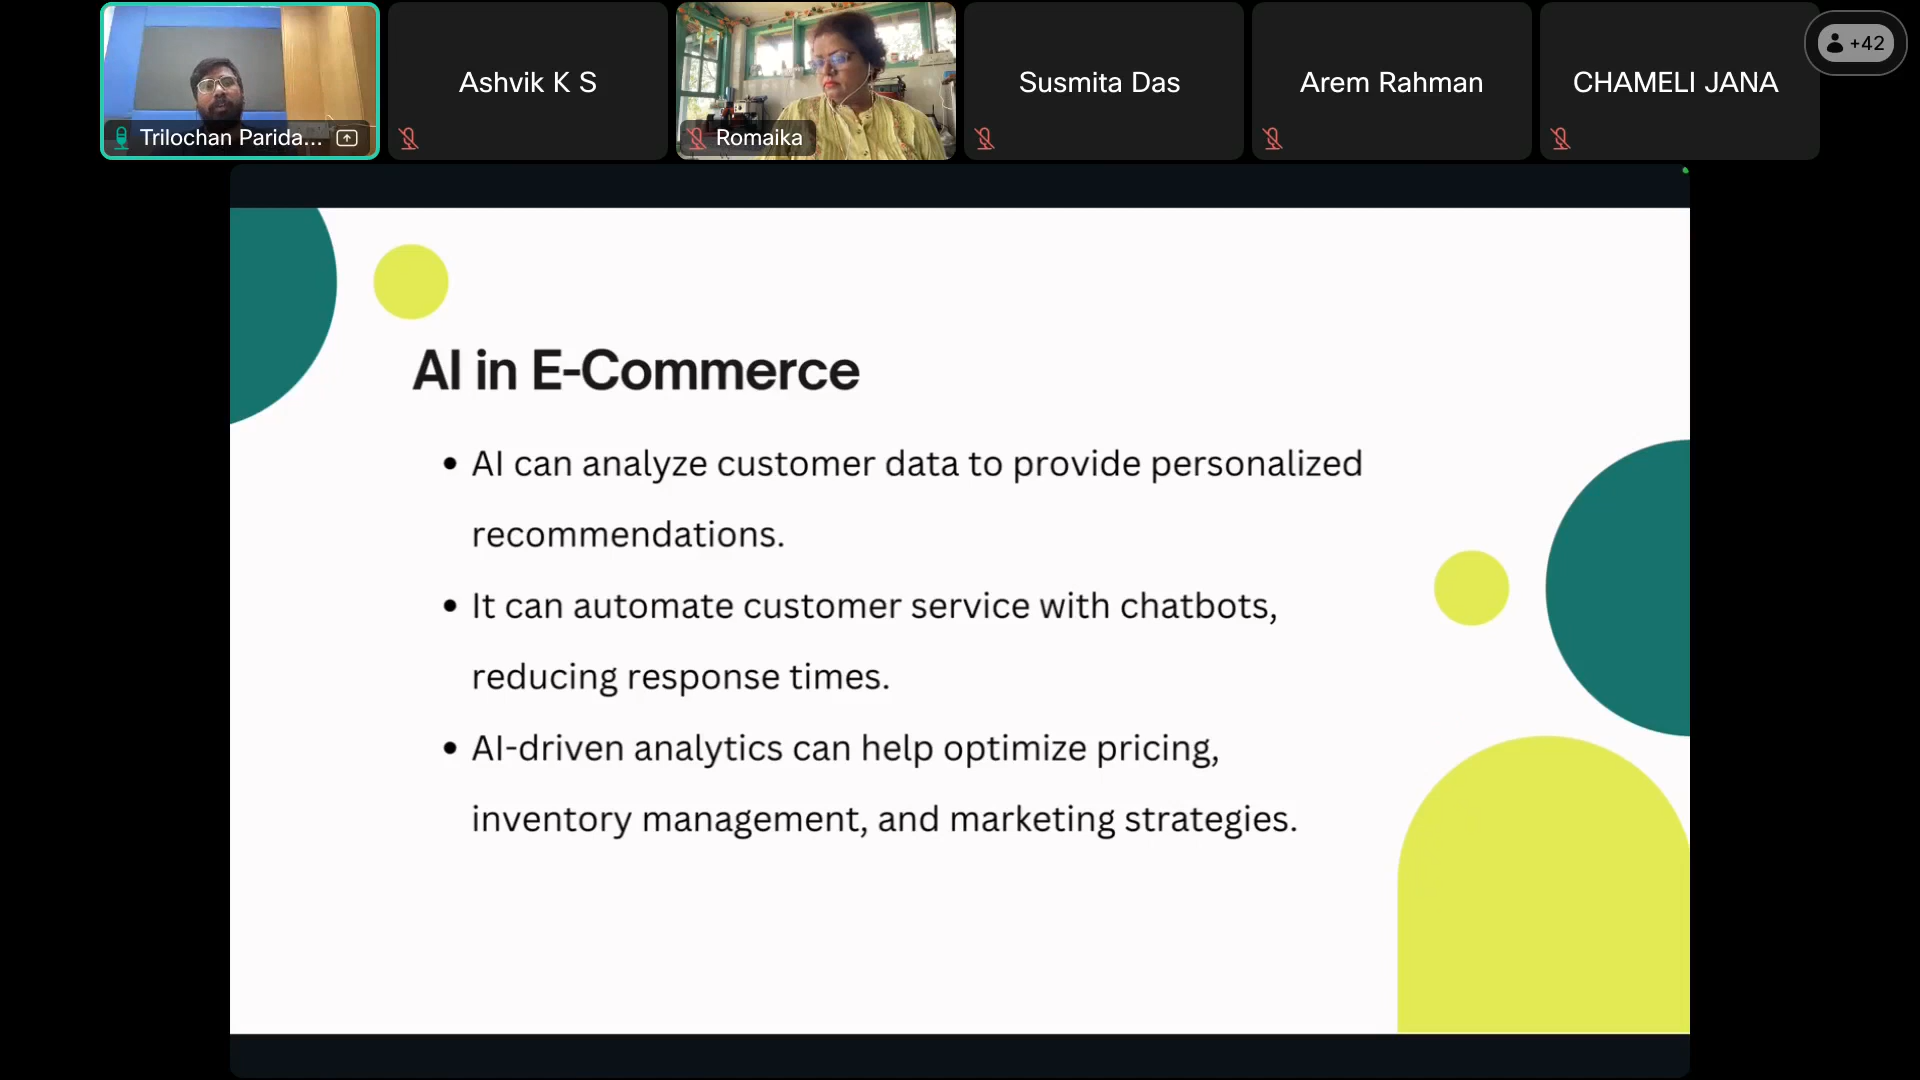 Trilochan Parida...
Ashvik K S
Romaika
Susmita Das
Arem Rahman
CHAMELI JANA
+42
AI in E-Commerce
• AI can analyze customer data to provide personalized
recommendations.
• It can automate customer service with chatbots,
reducing response times.
• AI-driven analytics can help optimize pricing,
inventory management, and marketing strategies.